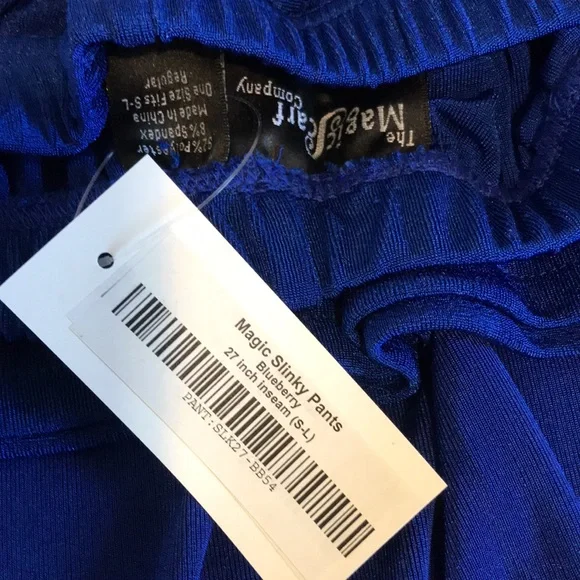 The
Magic Scarf
Company
92% Polyester
8% Spandex
Made in China
One Size Fits S-L
Regular
Magic Slinky Pants
Blueberry
27 inch inseam (S-L)
PANT:SLK27-BB54